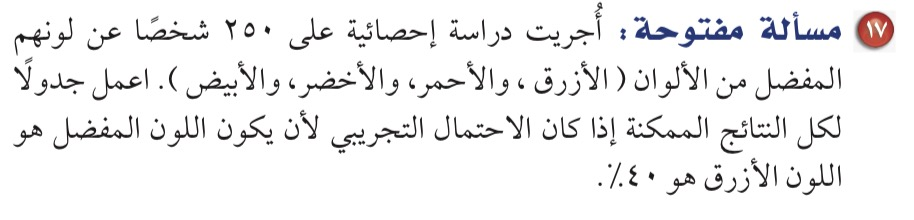 ١٧ مسألة مفتوحة: أُجريت دراسة إحصائية على ٢٥٠ شخصًا عن لونهم
المفضل من الألوان (الأزرق، والأحمر، والأخضر، والأبيض). اعمل جدولًا
لكل النتائج الممكنة إذا كان الاحتمال التجريبي لأن يكون اللون المفضل هو
اللون الأزرق هو ٤٠٪.